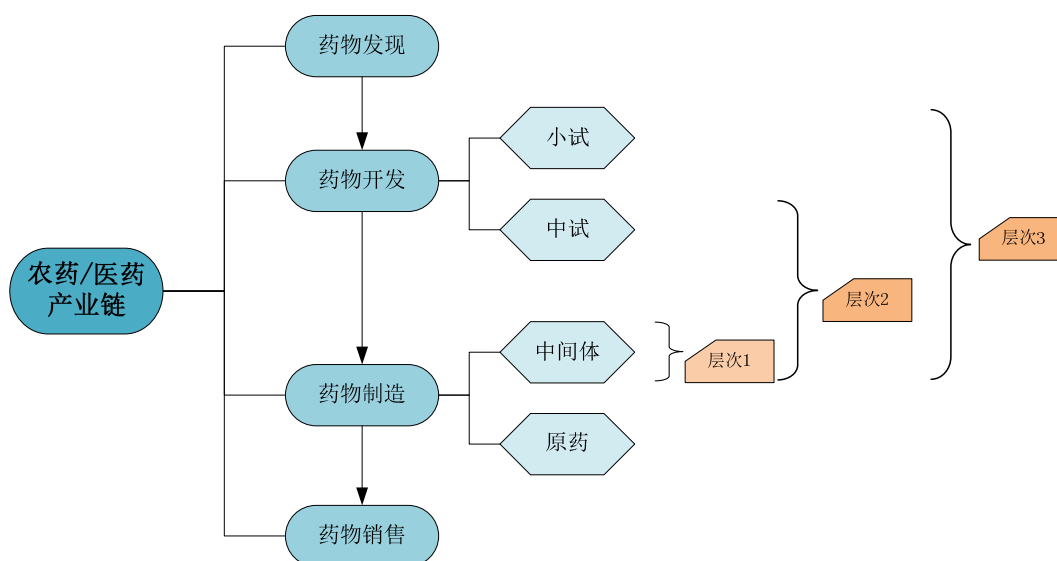 药物发现
小试
药物开发
中试
层次3
农药/医药
产业链
层次2
中间体
层次1
药物制造
原药
药物销售